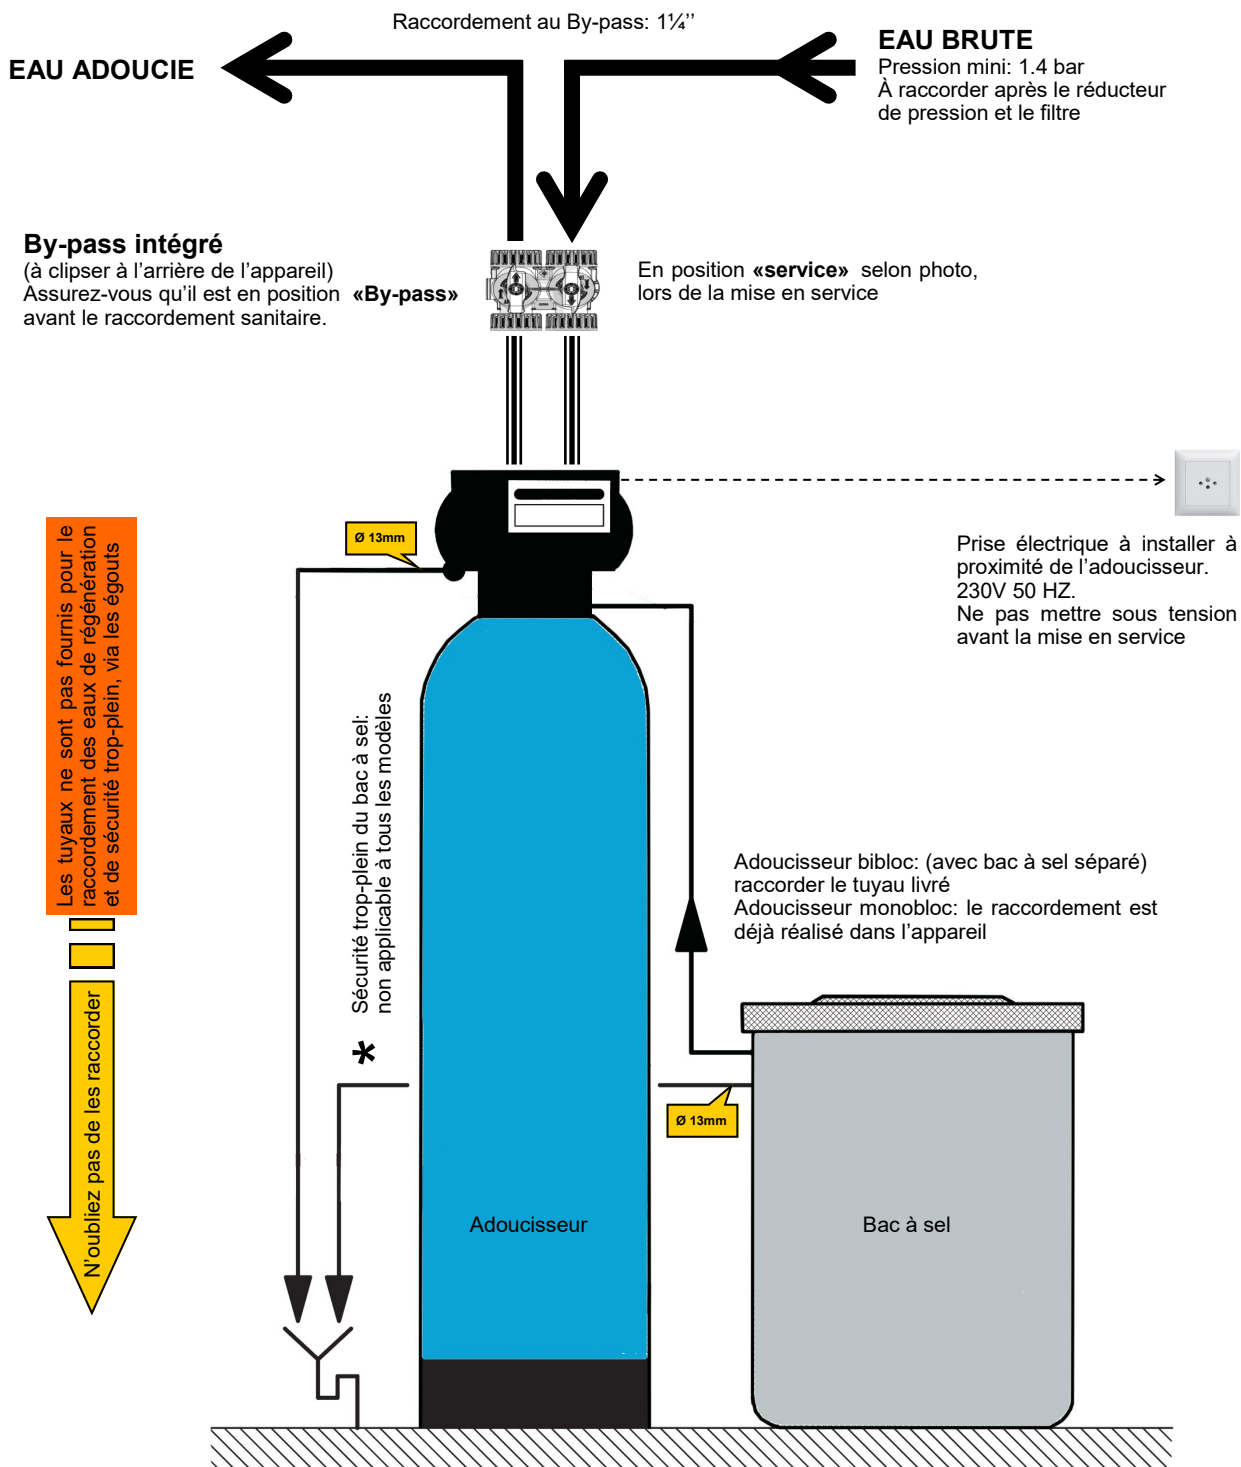 Raccordement au By-pass: 1¼’’
EAU ADOUCIE
EAU BRUTE
Pression mini: 1.4 bar
À raccorder après le réducteur
de pression et le filtre
By-pass intégré
(à clipser à l’arrière de l’appareil)
Assurez-vous qu’il est en position «By-pass»
avant le raccordement sanitaire.
En position «service» selon photo,
lors de la mise en service
Ø 13mm
Prise électrique à installer à
proximité de l’adoucisseur.
230V 50 HZ.
Ne pas mettre sous tension
avant la mise en service
Les tuyaux ne sont pas fournis pour le
raccordement des eaux de régénération
et de sécurité trop-plein, via les égouts
N’oubliez pas de les raccorder
Sécurité trop-plein du bac à sel:
non applicable à tous les modèles
*
Adoucisseur bibloc: (avec bac à sel séparé)
raccorder le tuyau livré
Adoucisseur monobloc: le raccordement est
déjà réalisé dans l’appareil
Ø 13mm
Adoucisseur
Bac à sel